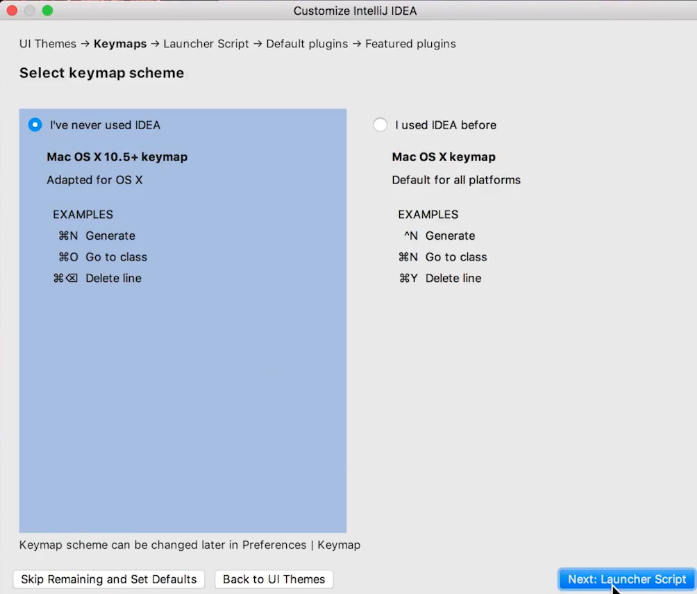 Customize IntelliJ IDEA
UI Themes → Keymaps → Launcher Script → Default plugins → Featured plugins
Select keymap scheme
I've never used IDEA
Mac OS X 10.5+ keymap
Adapted for OS X
EXAMPLES
⌘N Generate
⌘O Go to class
⌘⌫ Delete line
I used IDEA before
Mac OS X keymap
Default for all platforms
EXAMPLES
^N Generate
⌘N Go to class
⌘Y Delete line
Keymap scheme can be changed later in Preferences | Keymap
Skip Remaining and Set Defaults
Back to UI Themes
Next: Launcher Script